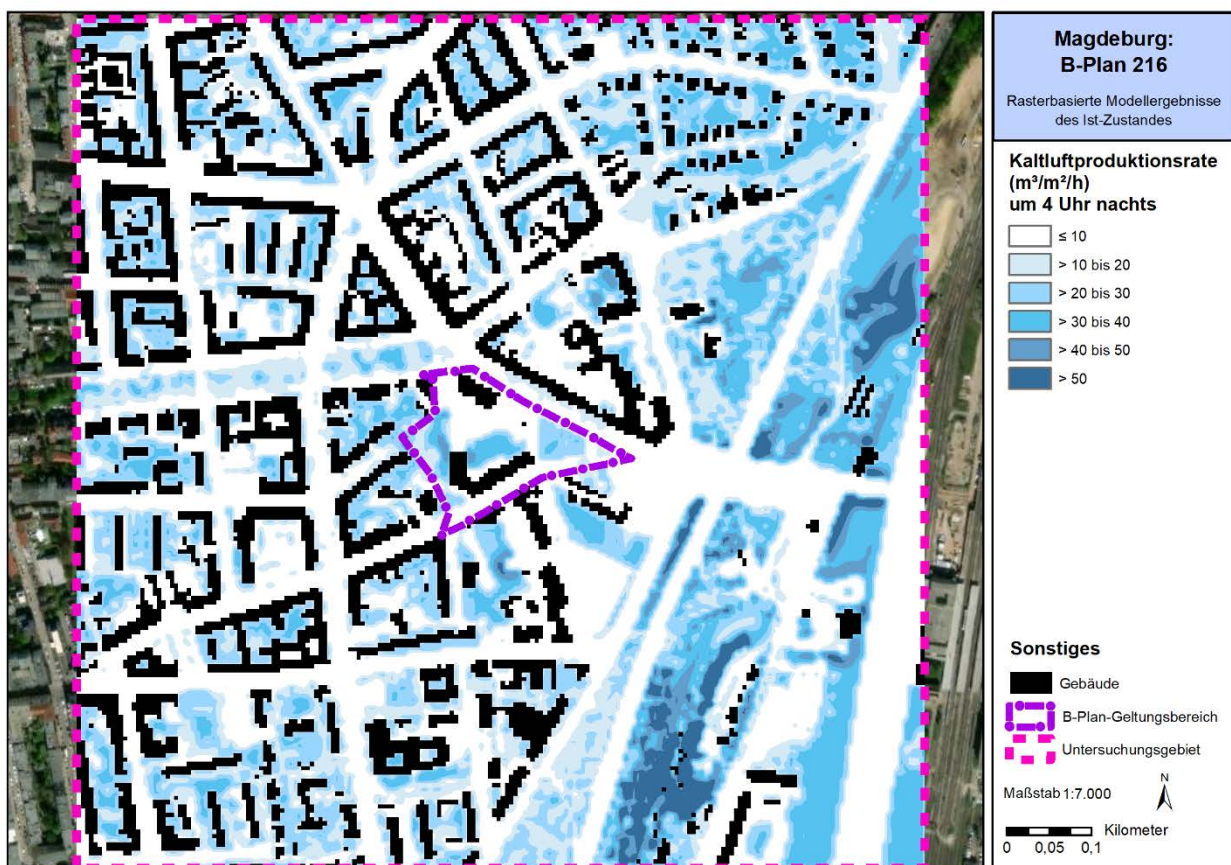 Magdeburg:
B-Plan 216
Rasterbasierte Modellergebnisse
des Ist-Zustandes
Kaltluftproduktionsrate
(m³/m²/h)
um 4 Uhr nachts
≤ 10
> 10 bis 20
> 20 bis 30
> 30 bis 40
> 40 bis 50
> 50
Sonstiges
Gebäude
B-Plan-Geltungsbereich
Untersuchungsgebiet
N
Maßstab 1:7.000
Kilometer
0 0,05 0,1